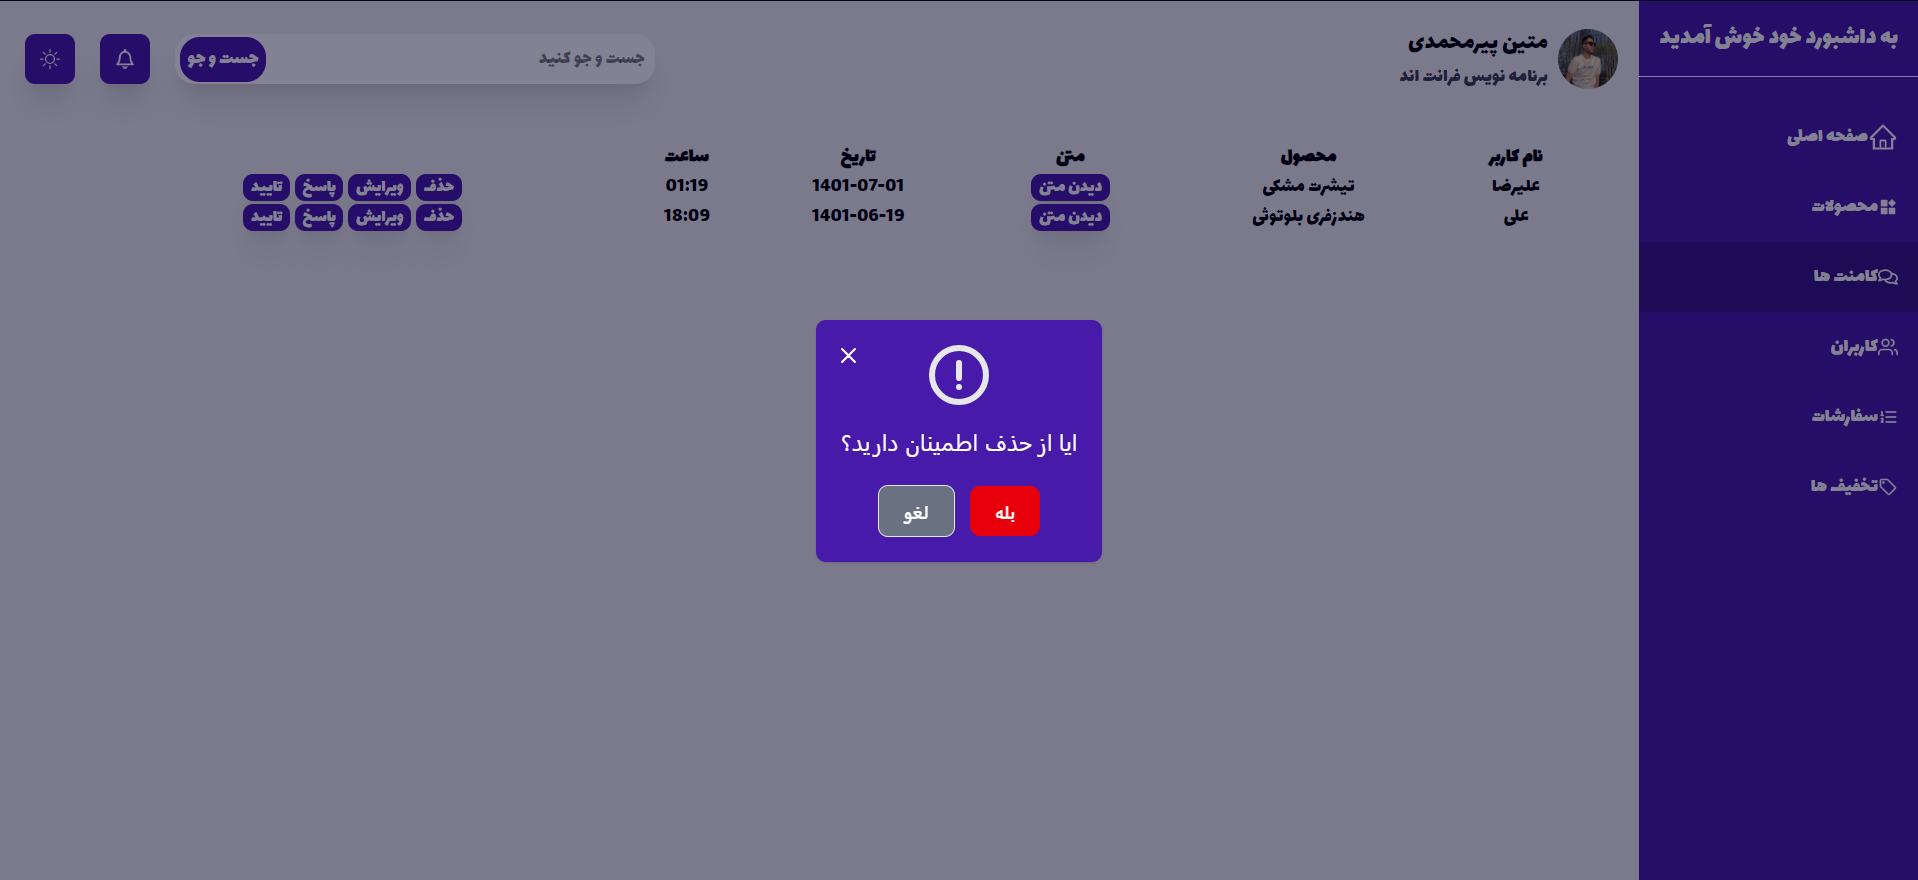 به داشبورد خود خوش آمدید
صفحه اصلی
محصولات
کامنت ها
کاربران
سفارشات
تخفیف ها
متین پیرمحمدی
برنامه نویس فرانت اند
جست و جو کنید
جست و جو
نام کاربر محصول متن تاریخ ساعت
علیرضا تیشرت مشکی دیدن متن 1401-07-01 01:19 حذف ویرایش پاسخ تایید
علی هندزفری بلوتوثی دیدن متن 1401-06-19 18:09 حذف ویرایش پاسخ تایید
ایا از حذف اطمینان دارید؟
بله
لغو